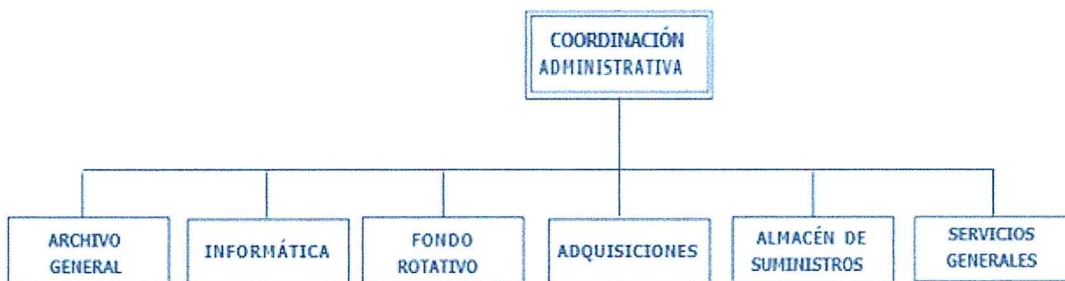 COORDINACIÓN
ADMINISTRATIVA
ARCHIVO
GENERAL
INFORMÁTICA
FONDO
ROTATIVO
ADQUISICIONES
ALMACÉN DE
SUMINISTROS
SERVICIOS
GENERALES